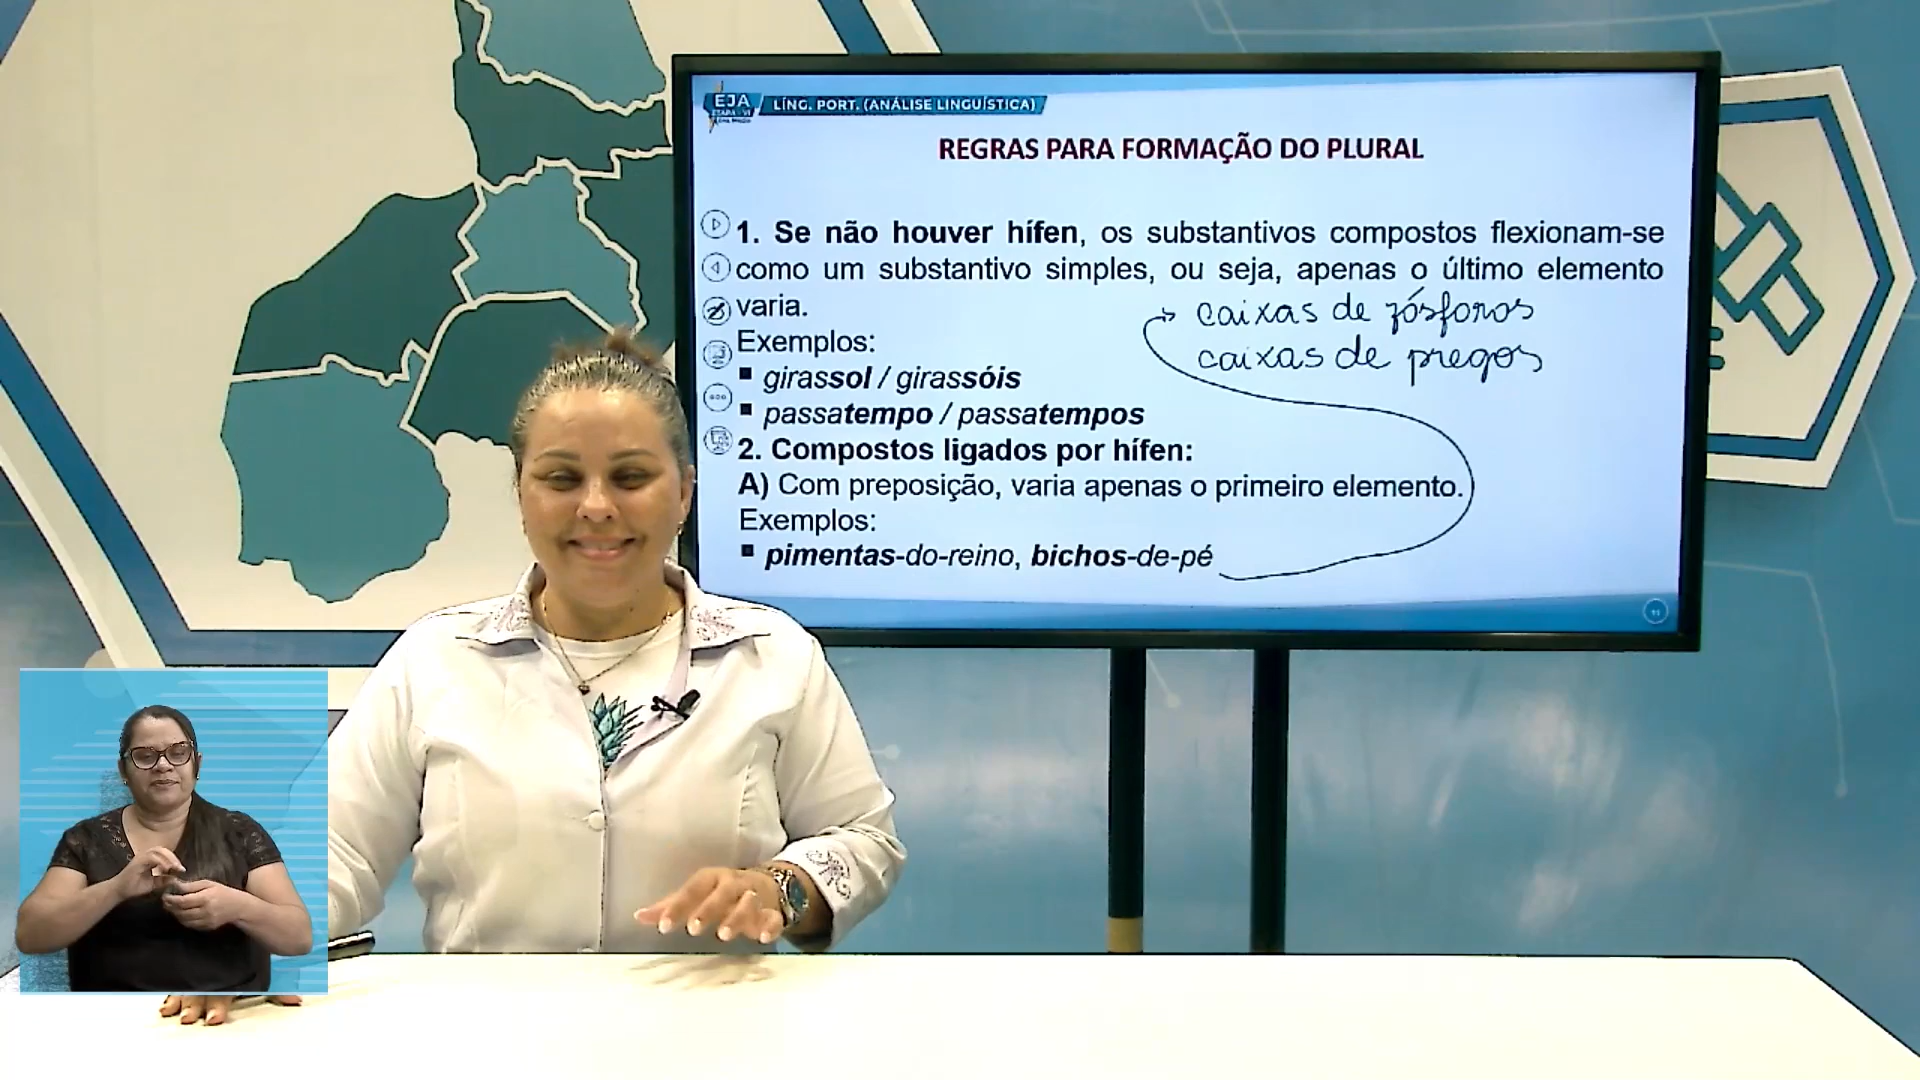 EJA
LÍNG. PORT. (ANÁLISE LINGUÍSTICA)
REGRAS PARA FORMAÇÃO DO PLURAL
1. Se não houver hífen, os substantivos compostos flexionam-se
como um substantivo simples, ou seja, apenas o último elemento
varia.
caixas de fósforos
caixas de pregos
Exemplos:
girassol / girassóis
passatempo / passatempos
2. Compostos ligados por hífen:
A) Com preposição, varia apenas o primeiro elemento.
Exemplos:
pimentas-do-reino, bichos-de-pé
11